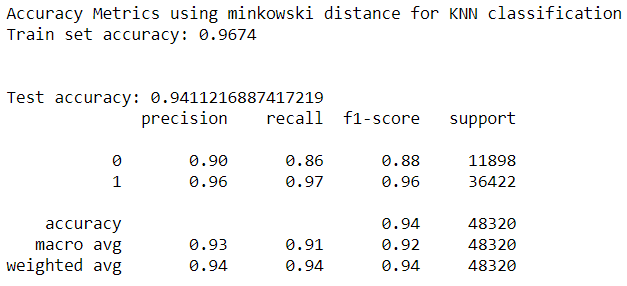 Accuracy Metrics using minkowski distance for KNN classification
Train set accuracy: 0.9674
Test accuracy: 0.9411216887417219
precision recall f1-score support
0 0.90 0.86 0.88 11898
1 0.96 0.97 0.96 36422
accuracy 0.94 48320
macro avg 0.93 0.91 0.92 48320
weighted avg 0.94 0.94 0.94 48320